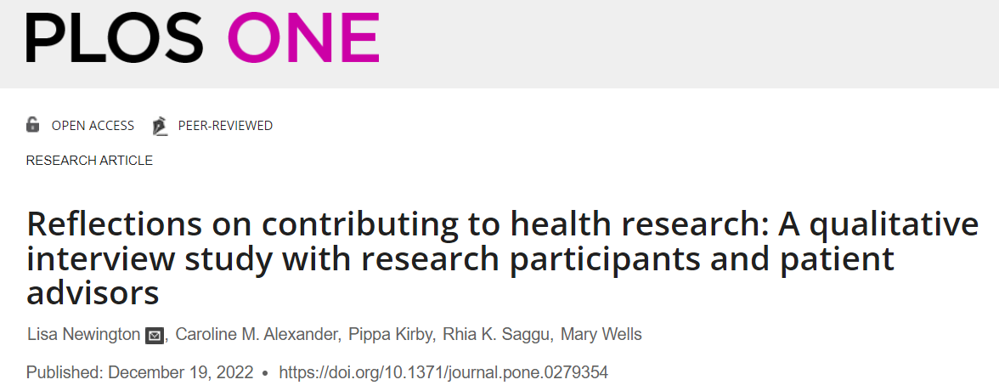 PLOS ONE
OPEN ACCESS PEER-REVIEWED
RESEARCH ARTICLE
Reflections on contributing to health research: A qualitative
interview study with research participants and patient
advisors
Lisa Newington, Caroline M. Alexander, Pippa Kirby, Rhia K. Saggu, Mary Wells
Published: December 19, 2022 • https://doi.org/10.1371/journal.pone.0279354